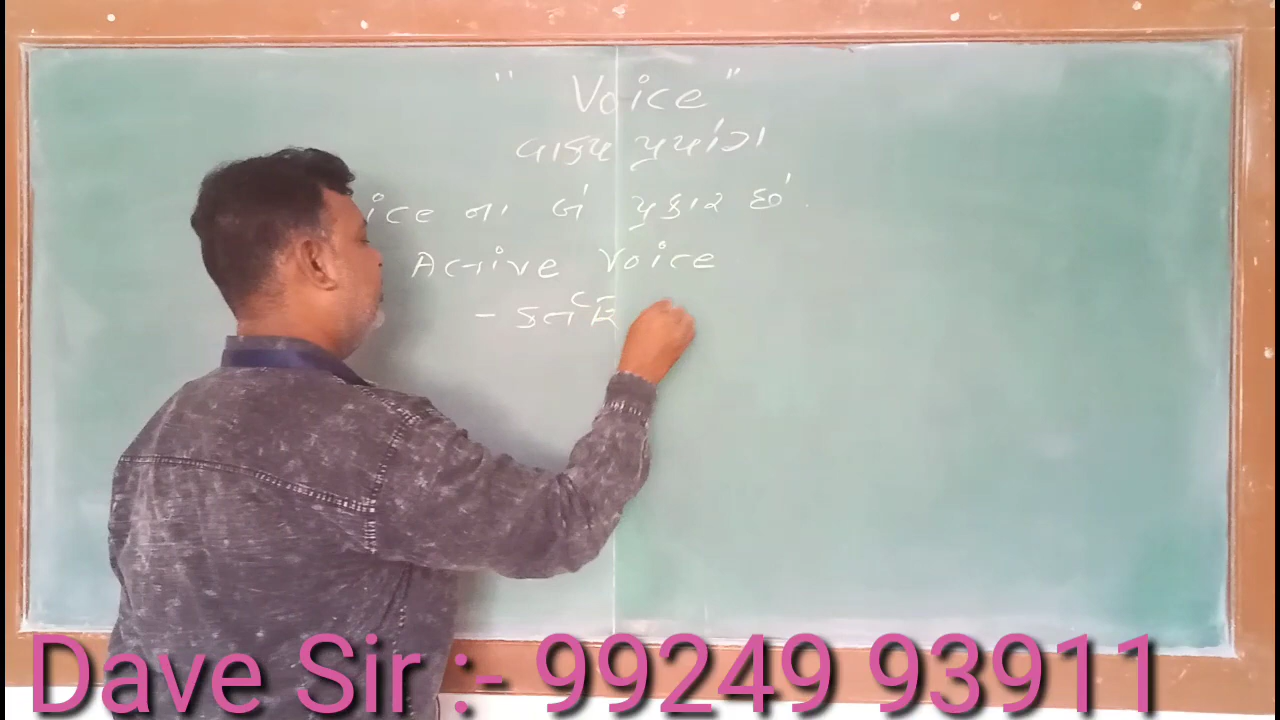 " Voice "
વાક્ય પ્રયોગ
ice ના બે પ્રકાર છે.
Active Voice
- કર્તરિ
Dave Sir :- 99249 93911